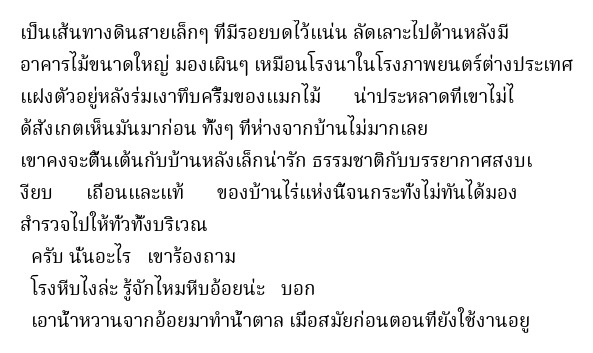 เป็นเส้นทางดินสายเล็กๆ ที่มีรอยบดไว้แน่น ลัดเลาะไปด้านหลังมี
อาคารไม้ขนาดใหญ่ มองเผินๆ เหมือนโรงนาในโรงภาพยนตร์ต่างประเทศ
แฝงตัวอยู่หลังร่มเงาทึบครึ้มของแมกไม้ น่าประหลาดที่เขาไม่ไ
ด้สังเกตเห็นมันมาก่อน ทั้งๆ ที่ห่างจากบ้านไม่มากเลย
เขาคงจะตื่นเต้นกับบ้านหลังเล็กน่ารัก ธรรมชาติกับบรรยากาศสงบเ
งียบ เถื่อนและแท้ ของบ้านไร่แห่งนี้จนกระทั่งไม่ทันได้มอง
สำรวจไปให้ทั่วทั้งบริเวณ
ครับ นั่นอะไร เขาร้องถาม
โรงหีบไงล่ะ รู้จักไหมหีบอ้อยน่ะ บอก
เอาน้ำหวานจากอ้อยมาทำน้ำตาล เมื่อสมัยก่อนตอนที่ยังใช้งานอยู่